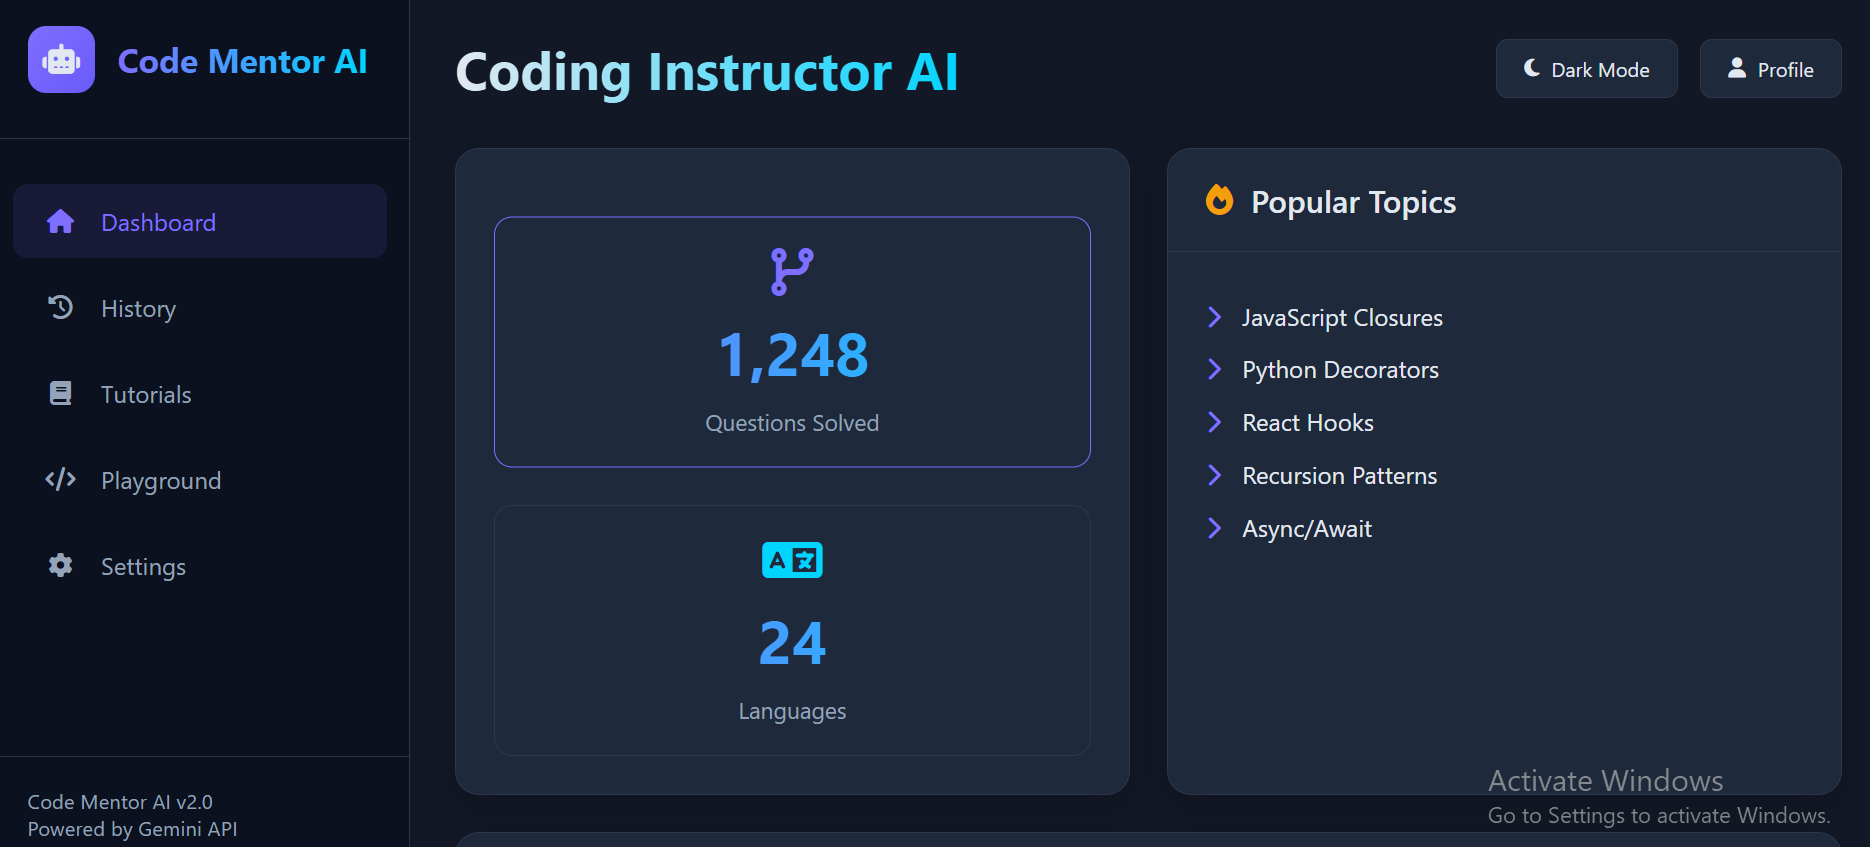 Code Mentor AI
Dashboard
History
Tutorials
Playground
Settings
Code Mentor AI v2.0
Powered by Gemini API
Coding Instructor AI
Dark Mode
Profile
1,248
Questions Solved
A 文
24
Languages
Popular Topics
JavaScript Closures
Python Decorators
React Hooks
Recursion Patterns
Async/Await
Activate Windows
Go to Settings to activate Windows.